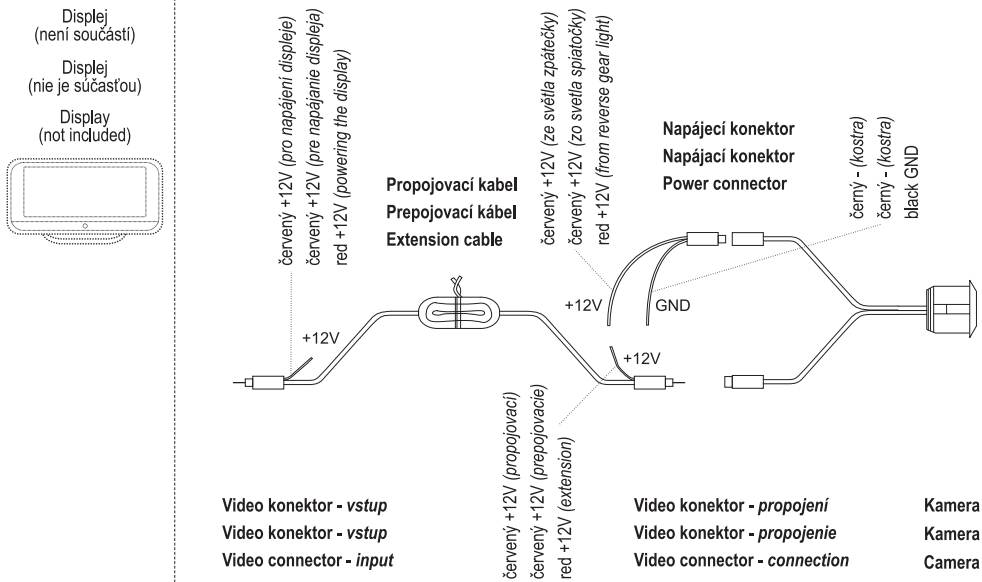 Displej
(není součástí)
Displej
(nie je súčasťou)
Display
(not included)
červený +12V (pro napájení displeje)
červený +12V (pre napájanie displeja)
red +12V (powering the display)
Propojovací kabel
Prepojovací kábel
Extension cable
červený +12V (ze světla zpátečky)
červený +12V (zo svetla spiatočky)
red +12V (from reverse gear light)
Napájecí konektor
Napájací konektor
Power connector
černý - (kostra)
černý - (kostra)
black GND
+12V
GND
+12V
+12V
červený +12V (propojovací)
červený +12V (prepojovacie)
red +12V (extension)
Video konektor - vstup
Video konektor - vstup
Video connector - input
Video konektor - propojení
Video konektor - propojenie
Video connector - connection
Kamera
Kamera
Camera